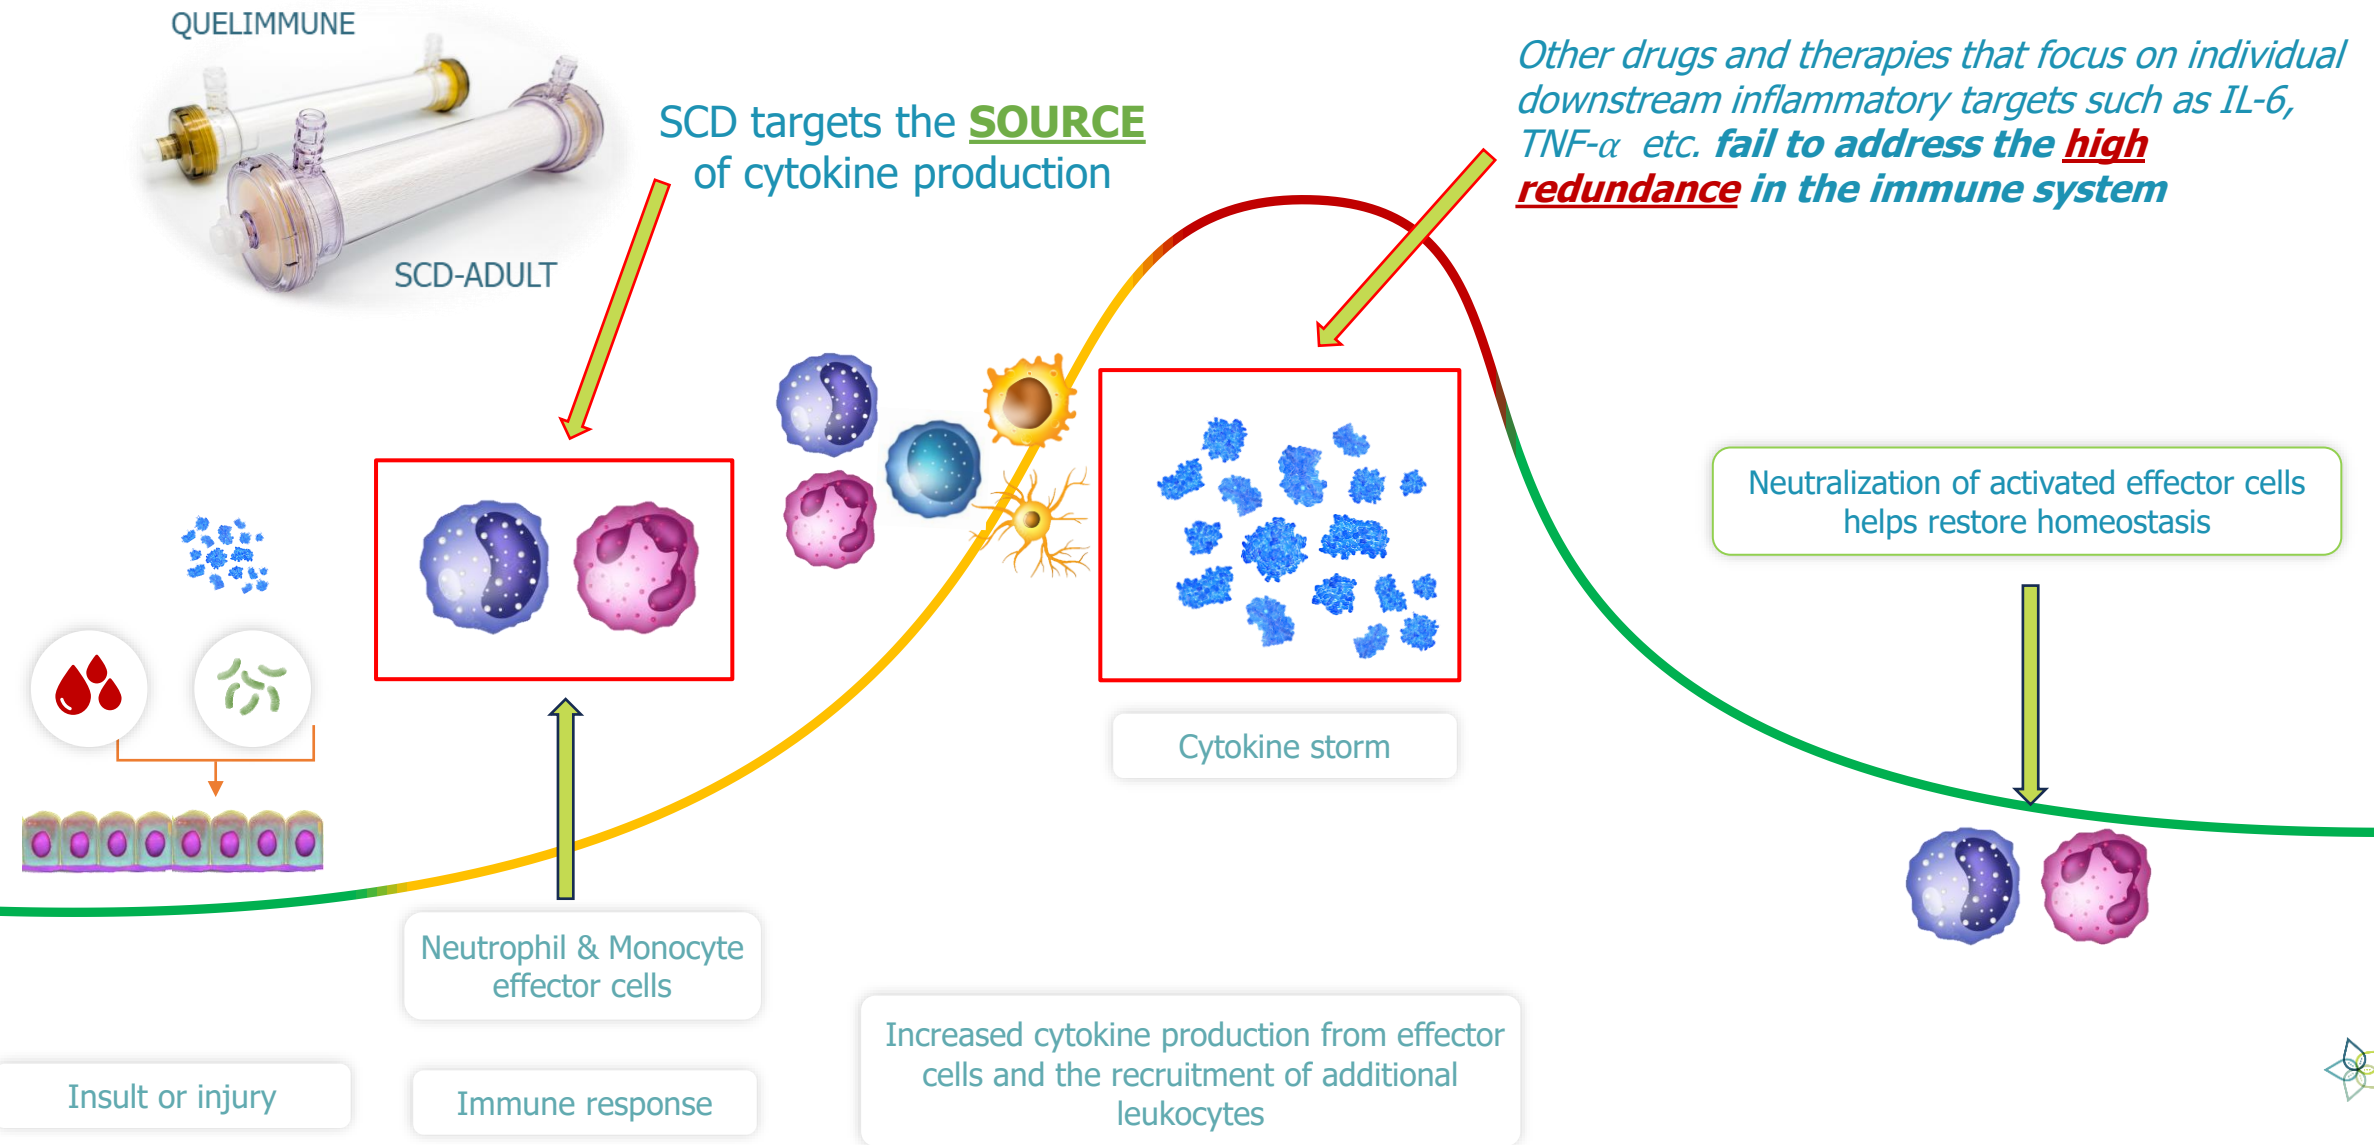 QUELIMMUNE
SCD-ADULT
SCD targets the SOURCE
of cytokine production
Other drugs and therapies that focus on individual
downstream inflammatory targets such as IL-6,
TNF-α etc. fail to address the high
redundance in the immune system
Neutralization of activated effector cells
helps restore homeostasis
Cytokine storm
Neutrophil & Monocyte
effector cells
Insult or injury
Immune response
Increased cytokine production from effector
cells and the recruitment of additional
leukocytes